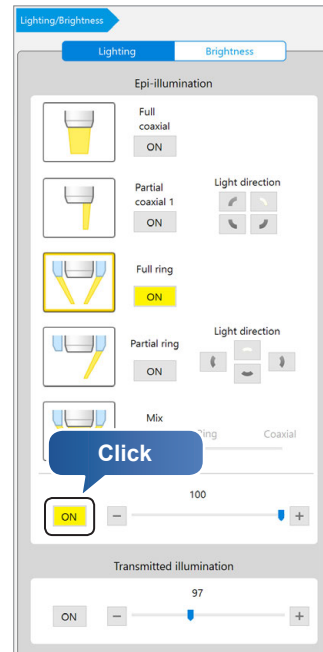 Lighting/Brightness
Lighting
Brightness
Epi-illumination
Full
coaxial
ON
Partial
coaxial 1
ON
Light direction
Full ring
ON
Partial ring
ON
Light direction
Mix
Ring
Coaxial
Click
100
ON
Transmitted illumination
97
ON